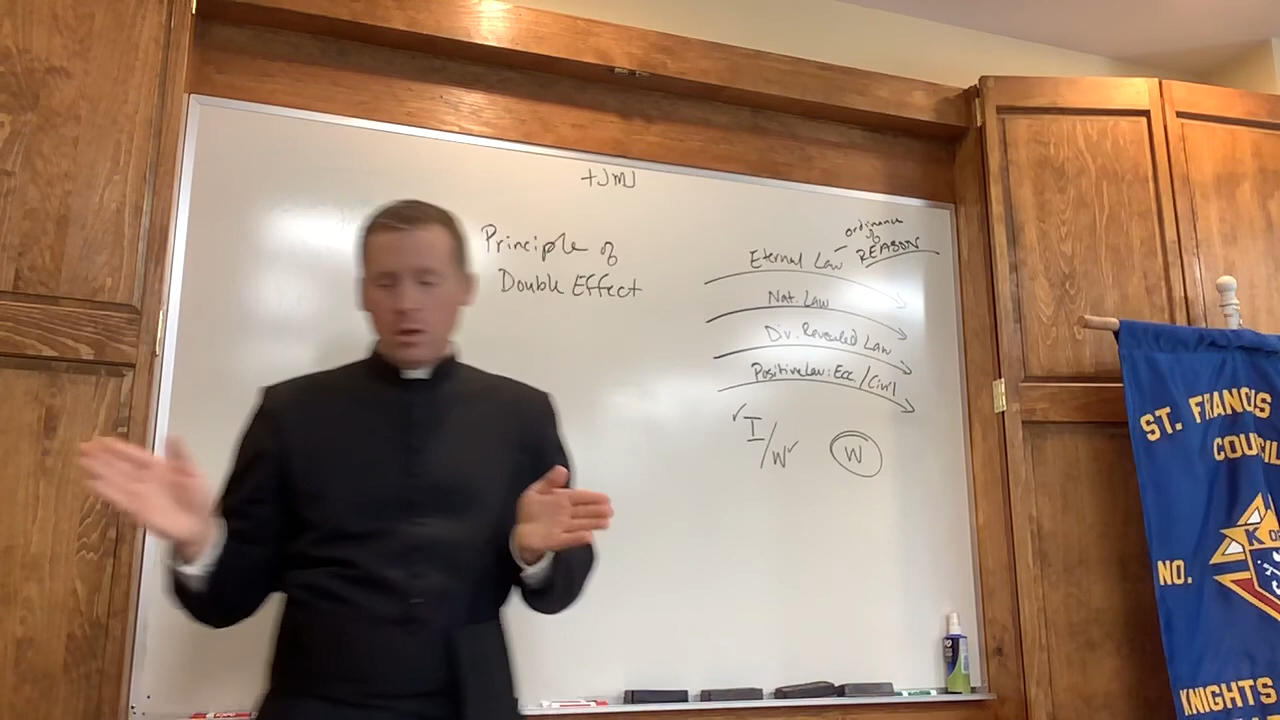 +JMJ
Principle of
Double Effect
ordinance
of
REASON
Eternal Law –
Nat. Law
Div. Revealed Law
Positive Law: Ecc. / Civil
✓I/W✓
W
ST. FRANCIS
COUNCIL
NO.
K OF
KNIGHTS